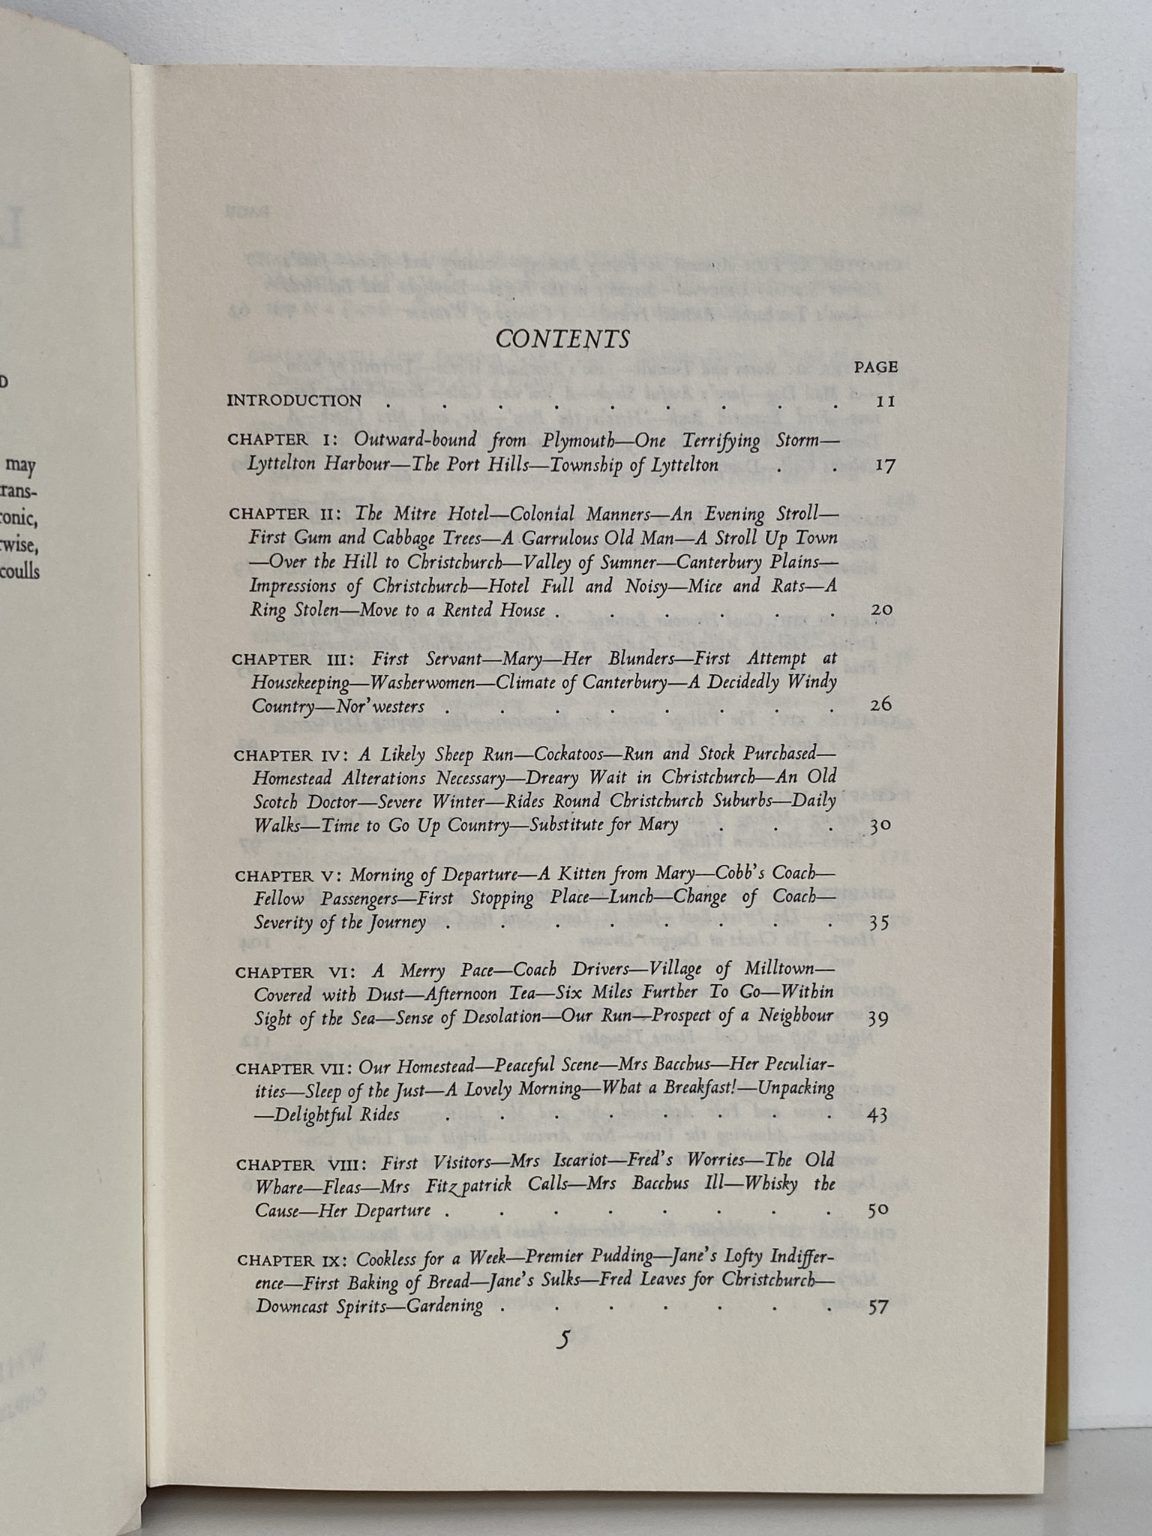 D
may
rans-
onic,
wise,
coulls
CONTENTS
PAGE
INTRODUCTION . . . . . . . . . 11
CHAPTER I: Outward-bound from Plymouth—One Terrifying Storm—
Lyttelton Harbour—The Port Hills—Township of Lyttelton . . 17
CHAPTER II: The Mitre Hotel—Colonial Manners—An Evening Stroll—
First Gum and Cabbage Trees—A Garrulous Old Man—A Stroll Up Town
—Over the Hill to Christchurch—Valley of Sumner—Canterbury Plains—
Impressions of Christchurch—Hotel Full and Noisy—Mice and Rats—A
Ring Stolen—Move to a Rented House . . . . . . 20
CHAPTER III: First Servant—Mary—Her Blunders—First Attempt at
Housekeeping—Washerwomen—Climate of Canterbury—A Decidedly Windy
Country—Nor'westers . . . . . . . . 26
CHAPTER IV: A Likely Sheep Run—Cockatoos—Run and Stock Purchased—
Homestead Alterations Necessary—Dreary Wait in Christchurch—An Old
Scotch Doctor—Severe Winter—Rides Round Christchurch Suburbs—Daily
Walks—Time to Go Up Country—Substitute for Mary . . . 30
CHAPTER V: Morning of Departure—A Kitten from Mary—Cobb's Coach—
Fellow Passengers—First Stopping Place—Lunch—Change of Coach—
Severity of the Journey . . . . . . . . 35
CHAPTER VI: A Merry Pace—Coach Drivers—Village of Milltown—
Covered with Dust—Afternoon Tea—Six Miles Further To Go—Within
Sight of the Sea—Sense of Desolation—Our Run—Prospect of a Neighbour 39
CHAPTER VII: Our Homestead—Peaceful Scene—Mrs Bacchus—Her Peculiar-
ities—Sleep of the Just—A Lovely Morning—What a Breakfast!—Unpacking
—Delightful Rides . . . . . . . . 43
CHAPTER VIII: First Visitors—Mrs Iscariot—Fred's Worries—The Old
Whare—Fleas—Mrs Fitzpatrick Calls—Mrs Bacchus Ill—Whisky the
Cause—Her Departure . . . . . . . . 50
CHAPTER IX: Cookless for a Week—Premier Pudding—Jane's Lofty Indiffer-
ence—First Baking of Bread—Jane's Sulks—Fred Leaves for Christchurch—
Downcast Spirits—Gardening . . . . . . . 57
5